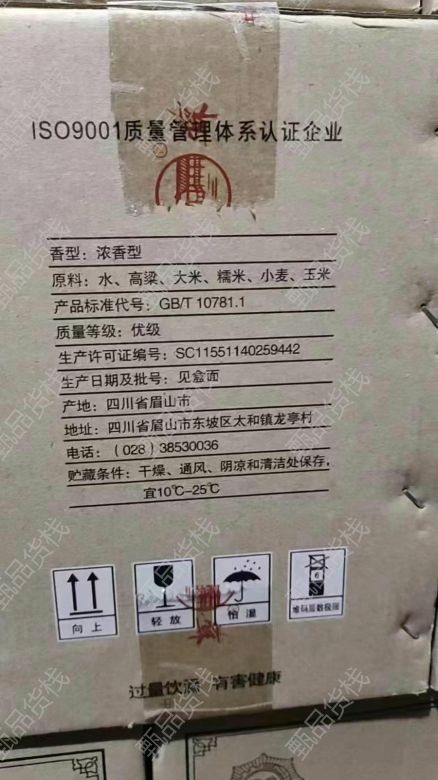 ISO9001质量管理体系认证企业
香型：浓香型
原料：水、高粱、大米、糯米、小麦、玉米
产品标准代号：GB/T 10781.1
质量等级：优级
生产许可证编号：SC11551140259442
生产日期及批号：见盒面
产地：四川省眉山市
地址：四川省眉山市东坡区太和镇龙亭村
电话：（028）38530036
贮藏条件：干燥、通风、阴凉和清洁处保存，
宜10℃-25℃
6
向上
轻放
怕湿
堆码层数极限
过量饮酒 有害健康
甄品货栈